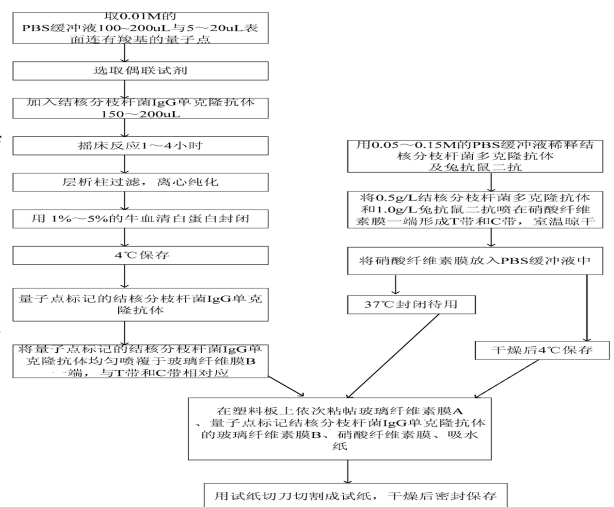 取0.01M的
PBS缓冲液100~200uL与5~20uL表
面连有羧基的量子点
选取偶联试剂
加入结核分枝杆菌IgG单克隆抗体
150~200uL
摇床反应1~4小时
层析柱过滤，离心纯化
用 1%~5%的牛血清白蛋白封闭
4℃保存
量子点标记的结核分枝杆菌IgG单克
隆抗体
将量子点标记的结核分枝杆菌IgG单
克隆抗体均匀喷覆于玻璃纤维膜B
一端，与T带和C带相对应
用0.05~0.15M的PBS缓冲液稀释结
核分枝杆菌多克隆抗体
及兔抗鼠二抗
将0.5g/L结核分枝杆菌多克隆抗体
和1.0g/L兔抗鼠二抗喷在硝酸纤维
素膜一端形成T带和C带，室温晾干
将硝酸纤维素膜放入PBS缓冲液中
37℃封闭待用
干燥后4℃保存
在塑料板上依次粘帖玻璃纤维素膜A
、量子点标记结核分枝杆菌IgG单克隆抗体
的玻璃纤维素膜B、硝酸纤维素膜、吸水
纸
用试纸切刀切割成试纸，干燥后密封保存